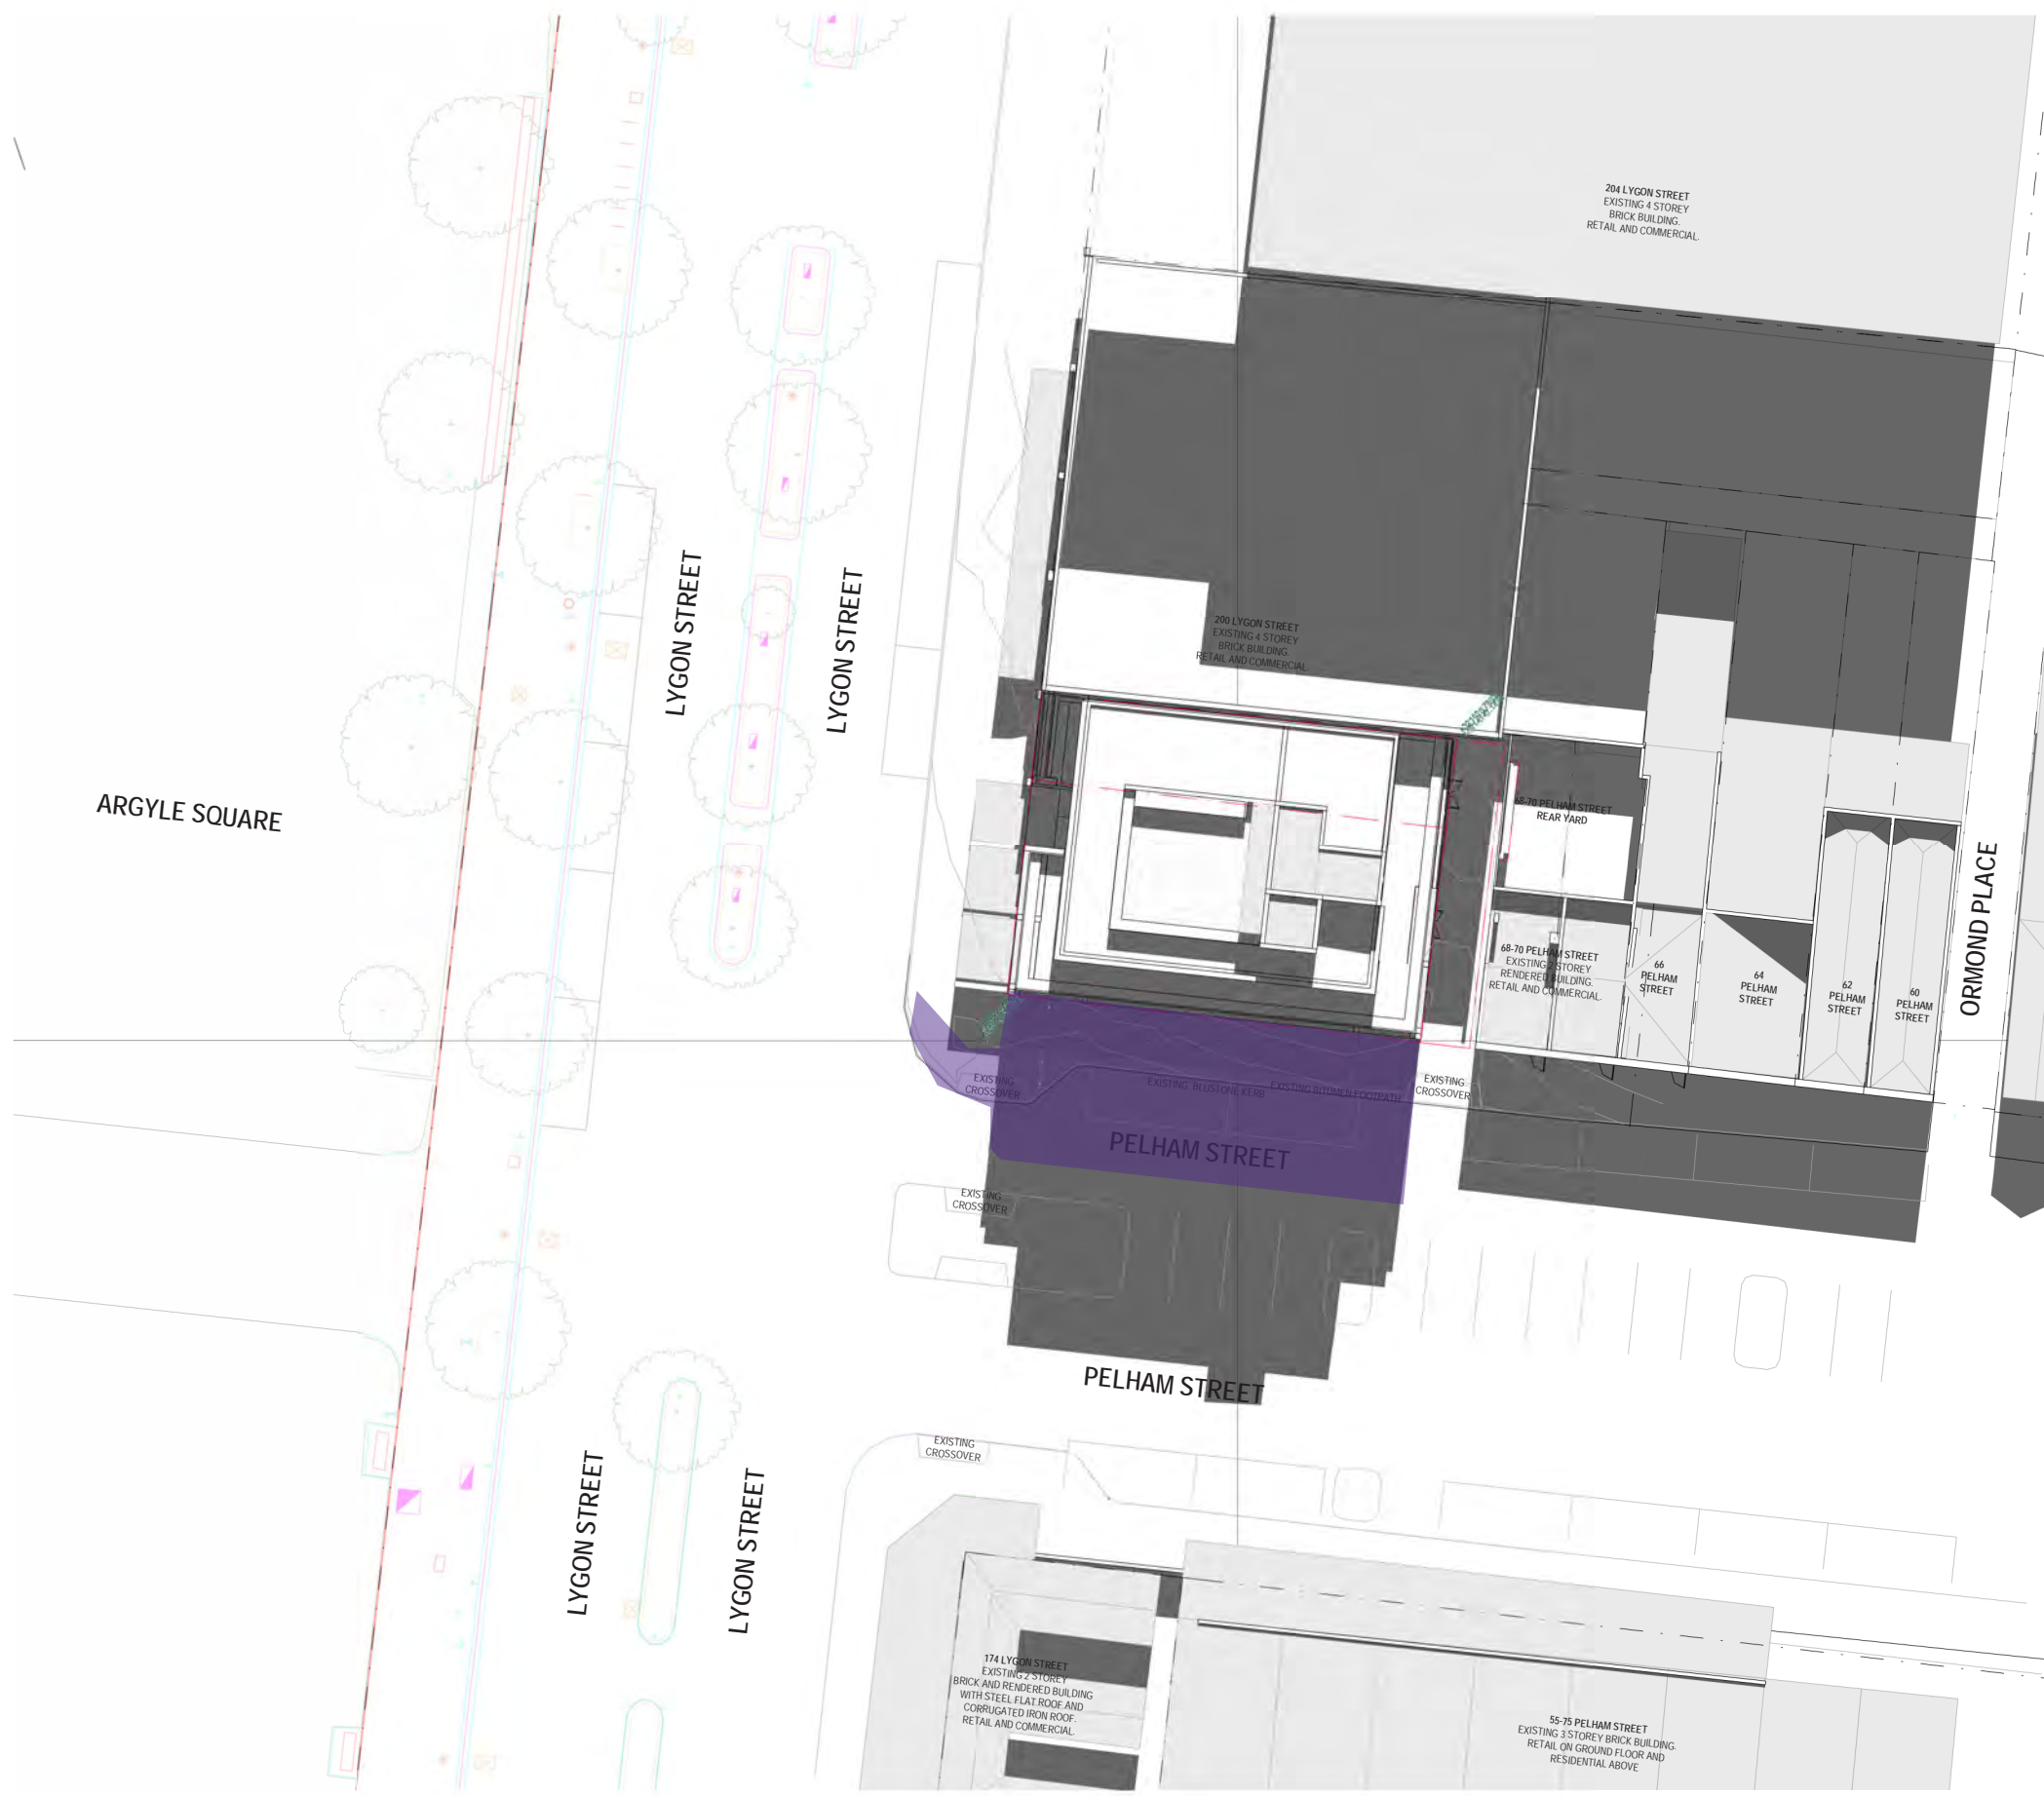 204 LYGON STREET
EXISTING 4 STOREY
BRICK BUILDING.
RETAIL AND COMMERCIAL.
LYGON STREET
LYGON STREET
200 LYGON STREET
EXISTING 4 STOREY
BRICK BUILDING.
RETAIL AND COMMERCIAL.
ARGYLE SQUARE
68-70 PELHAM STREET
REAR YARD
ORMOND PLACE
68-70 PELHAM STREET
EXISTING 2 STOREY
RENDERED BUILDING.
RETAIL AND COMMERCIAL.
66
PELHAM
STREET
64
PELHAM
STREET
62
PELHAM
STREET
60
PELHAM
STREET
EXISTING
CROSSOVER
EXISTING BLUSTONE KERB
EXISTING BITUMEN FOOTPATH
EXISTING
CROSSOVER
PELHAM STREET
EXISTING
CROSSOVER
PELHAM STREET
EXISTING
CROSSOVER
LYGON STREET
LYGON STREET
174 LYGON STREET
EXISTING 2 STOREY
BRICK AND RENDERED BUILDING
WITH STEEL FLAT ROOF AND
CORRUGATED IRON ROOF.
RETAIL AND COMMERCIAL.
55-75 PELHAM STREET
EXISTING 3 STOREY BRICK BUILDING.
RETAIL ON GROUND FLOOR AND
RESIDENTIAL ABOVE